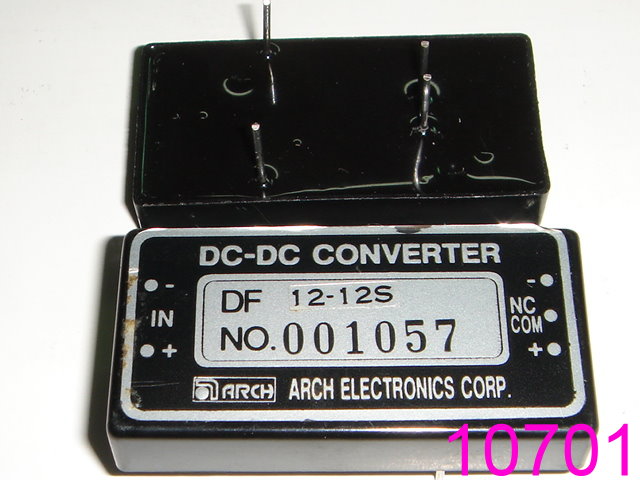 DC-DC CONVERTER
- -
IN NC
COM
+ +
DF 12-12S
NO. 001057
ARCH ARCH ELECTRONICS CORP.
10701